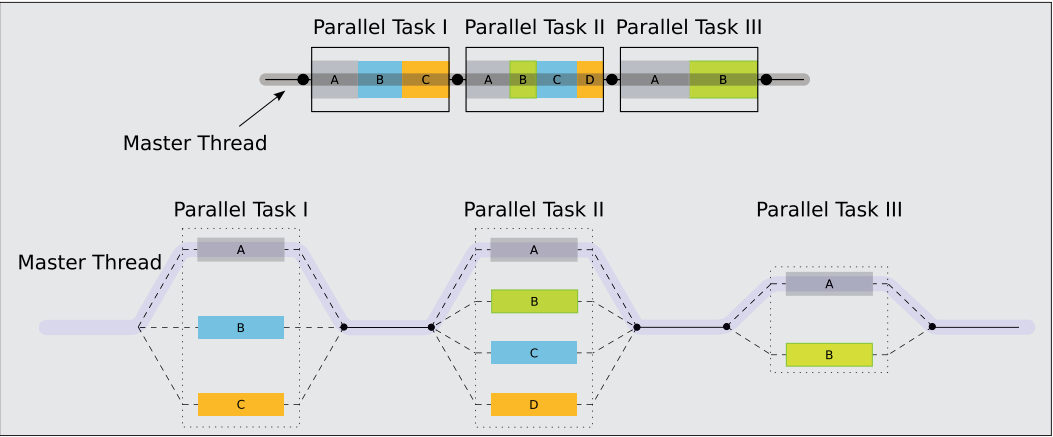 Parallel Task I
Parallel Task II
Parallel Task III
A B C
A B C D
A B
Master Thread
Parallel Task I
Parallel Task II
Parallel Task III
Master Thread
A
B
C
A
B
C
D
A
B